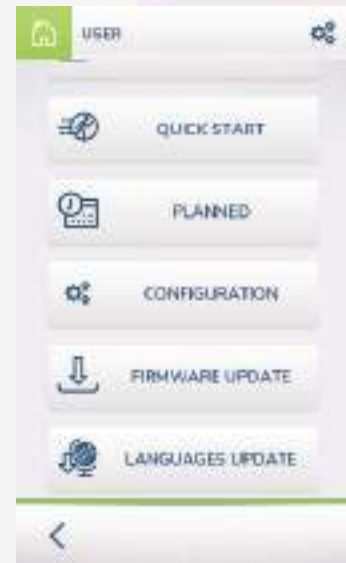 USER
QUICK START
PLANNED
CONFIGURATION
FIRMWARE UPDATE
LANGUAGES UPDATE